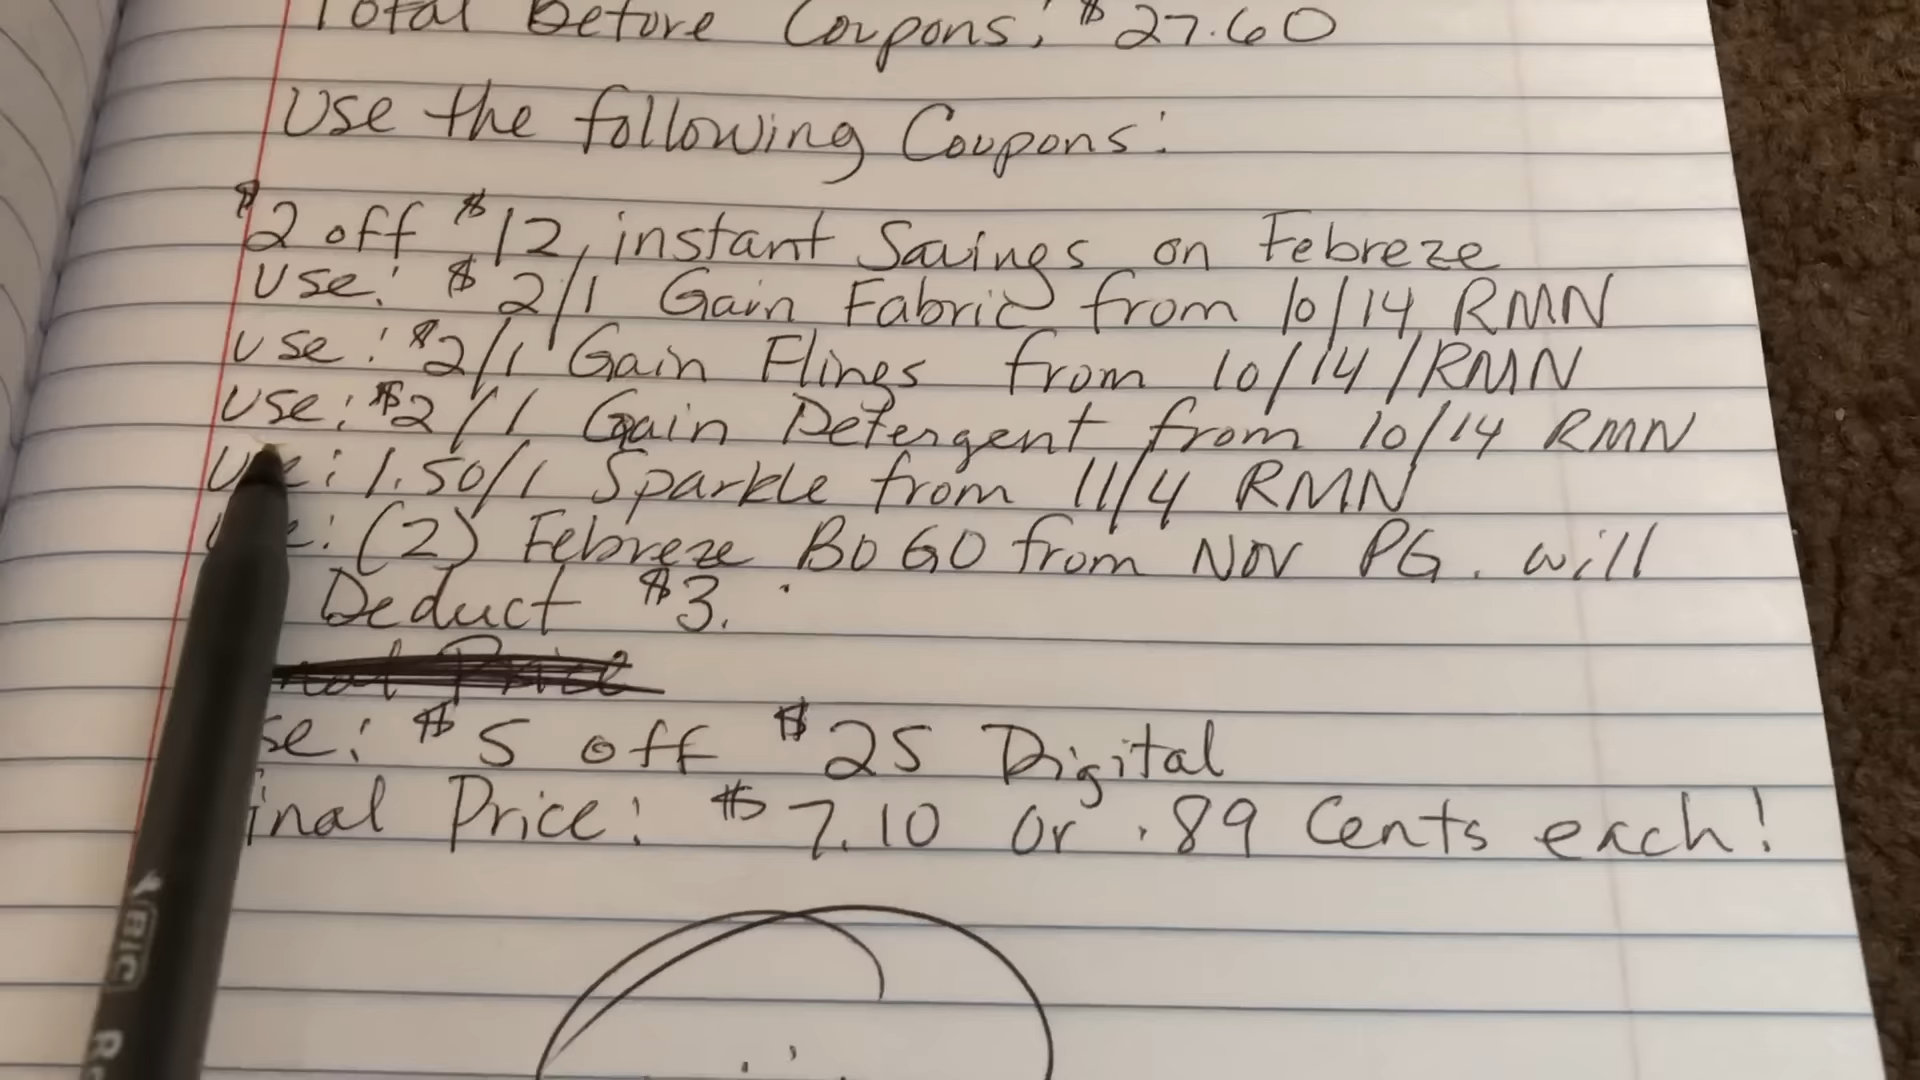 Total Before Coupons: $27.60
Use the following Coupons:
$2 off $12, instant Savings on Febreze
Use: $2/1 Gain Fabric from 10/14 RMN
Use: $2/1 Gain Flings from 10/14/RMN
Use: $2/1 Gain Detergent from 10/14 RMN
Use: 1.50/1 Sparkle from 11/4 RMN
(2) Febreze BOGO from Nov PG. will
Deduct $3.
Price
se: $5 off $25 Digital
inal Price: $7.10 or .89 Cents each!
BIC